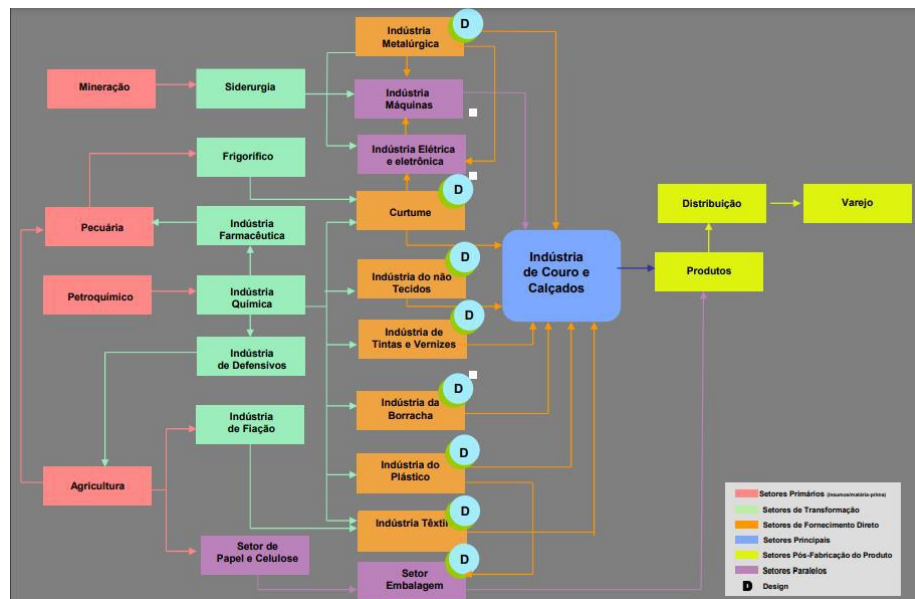 D
Indústria
Metalúrgica
Mineração
Siderurgia
Indústria
Máquinas
Frigorífico
Indústria Elétrica
e eletrônica
D
Pecuária
Indústria
Farmacêutica
Curtume
D
Distribuição
Varejo
Petroquímico
Indústria
Química
Indústria do não
Tecidos
D
Indústria
de Couro e
Calçados
Produtos
Indústria
de Defensivos
Indústria de
Tintas e Vernizes
D
Indústria
de Fiação
Indústria da
Borracha
D
Agricultura
Indústria do
Plástico
D
Indústria Têxtil
D
Setor de
Papel e Celulose
Setor
Embalagem
D
Setores Primários (Insumos/matéria-prima)
Setores de Transformação
Setores de Fornecimento Direto
Setores Principais
Setores Pós-Fabricação do Produto
Setores Paralelos
D Design